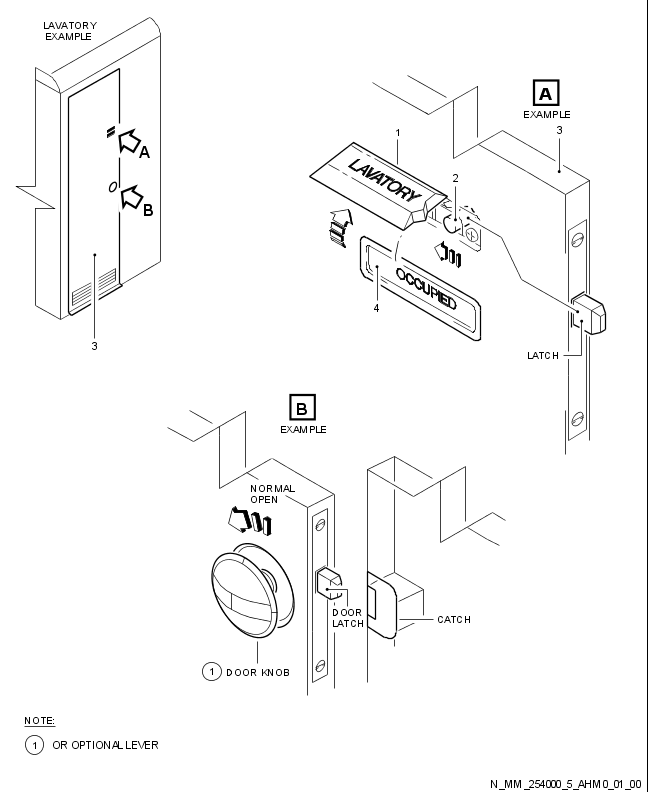 LAVATORY
EXAMPLE
A
B
3
3
A
EXAMPLE
1
3
LAVATORY
2
OCCUPIED
4
LATCH
B
EXAMPLE
NORMAL
OPEN
DOOR
LATCH
CATCH
1 DOOR KNOB
NOTE:
1 OR OPTIONAL LEVER
N_MM_254000_5_AHM0_01_00